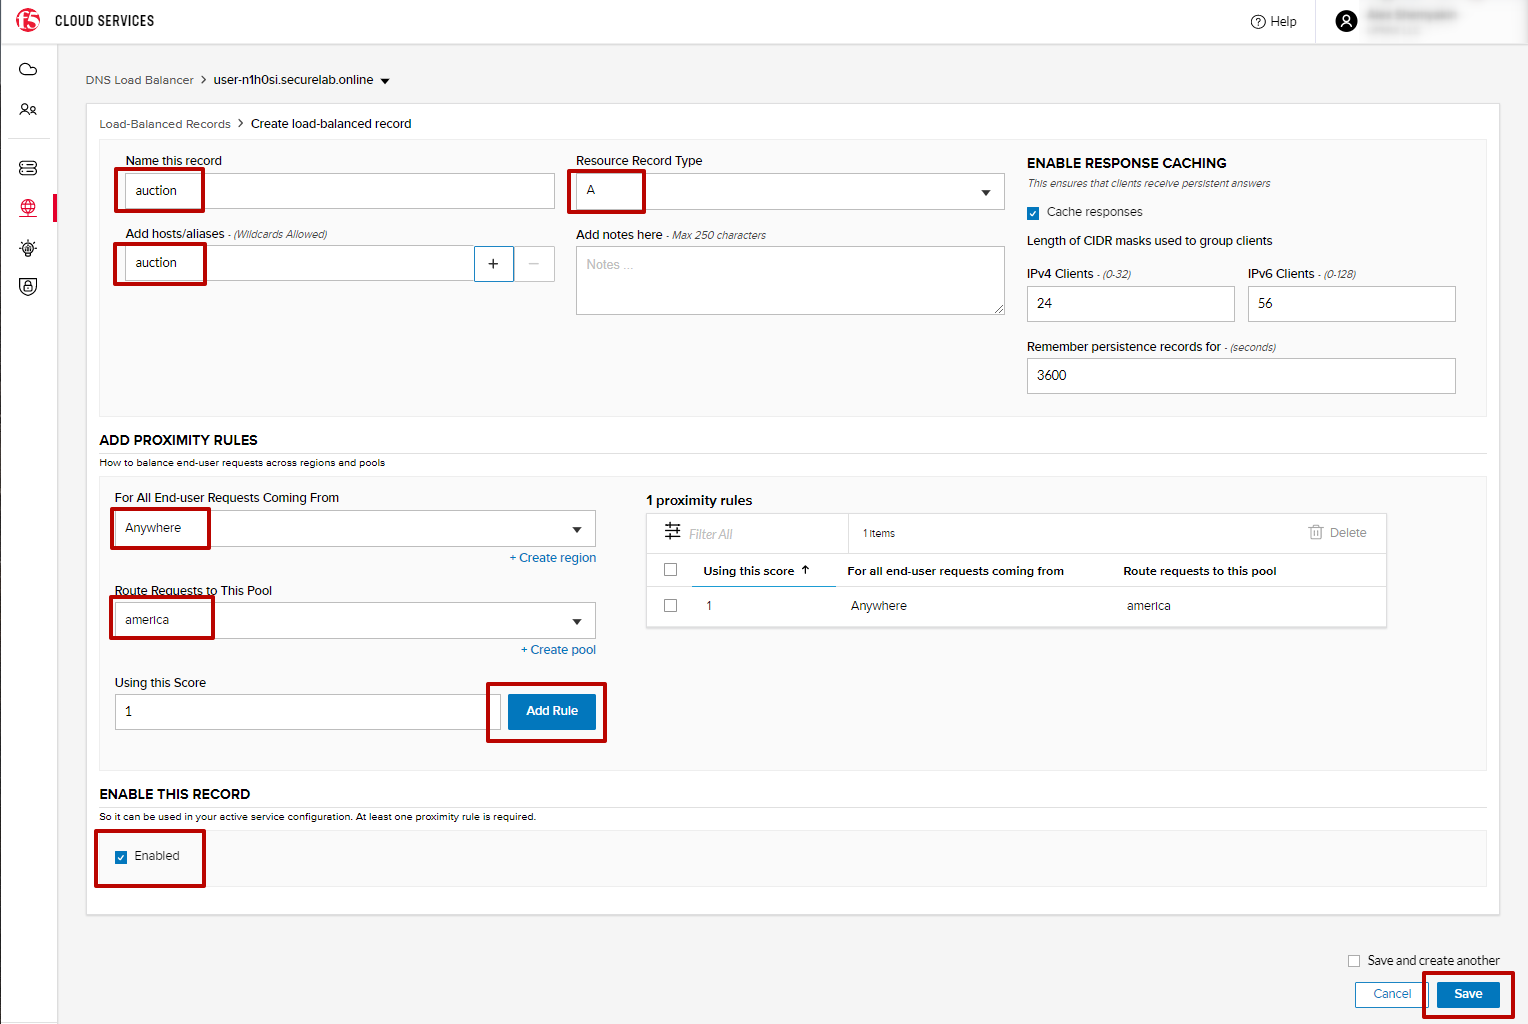 f5 CLOUD SERVICES
Help
DNS Load Balancer > user-n1h0si.securelab.online
Load-Balanced Records > Create load-balanced record
Name this record
auction
Add hosts/aliases - (Wildcards Allowed)
auction
+ −
Resource Record Type
A
Add notes here - Max 250 characters
Notes ...
ENABLE RESPONSE CACHING
This ensures that clients receive persistent answers
Cache responses
Length of CIDR masks used to group clients
IPv4 Clients - (0-32) IPv6 Clients - (0-128)
24 56
Remember persistence records for - (seconds)
3600
ADD PROXIMITY RULES
How to balance end-user requests across regions and pools
For All End-user Requests Coming From
Anywhere
+ Create region
Route Requests to This Pool
america
+ Create pool
Using this Score
1 Add Rule
1 proximity rules
Filter All 1 Items Delete
Using this score ↑ For all end-user requests coming from Route requests to this pool
1 Anywhere america
ENABLE THIS RECORD
So it can be used in your active service configuration. At least one proximity rule is required.
Enabled
Save and create another
Cancel Save